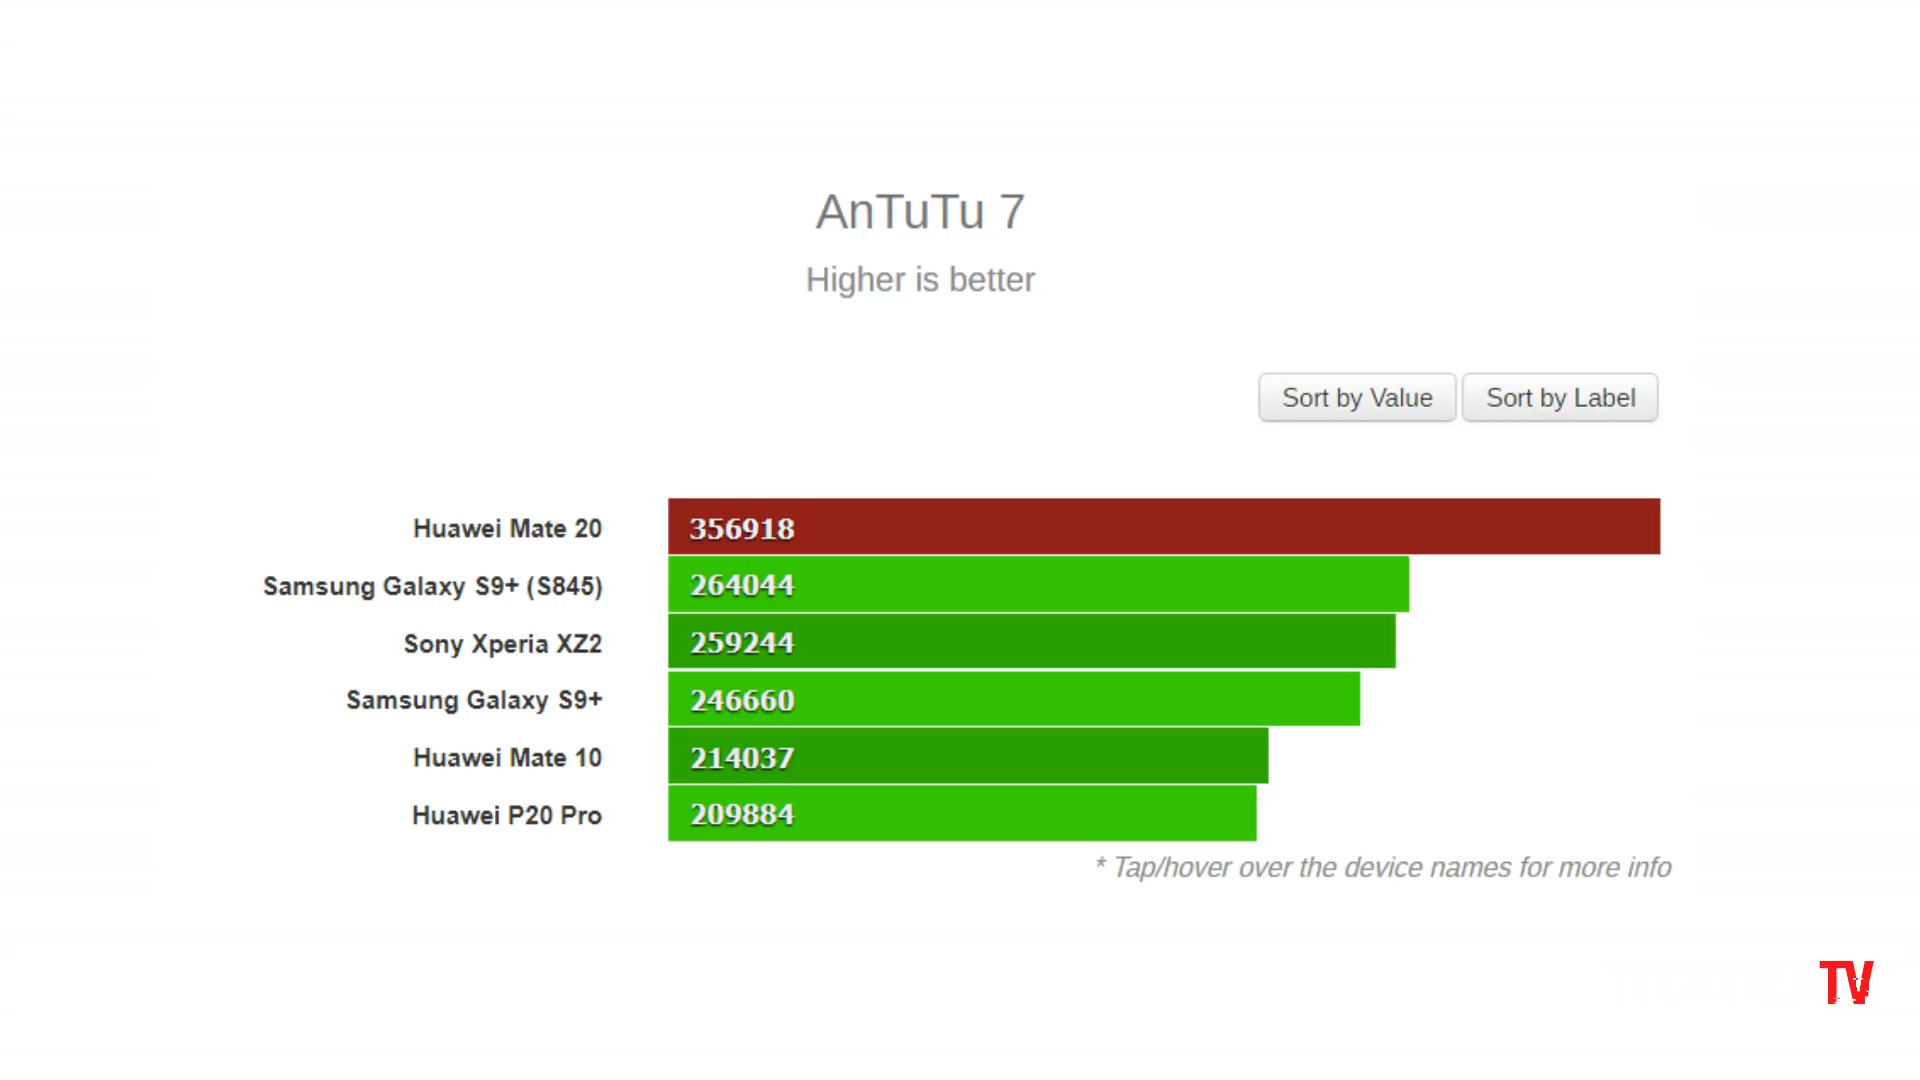 AnTuTu 7
Higher is better
Sort by Value Sort by Label
Huawei Mate 20 356918
Samsung Galaxy S9+ (S845) 264044
Sony Xperia XZ2 259244
Samsung Galaxy S9+ 246660
Huawei Mate 10 214037
Huawei P20 Pro 209884
* Tap/hover over the device names for more info
TV